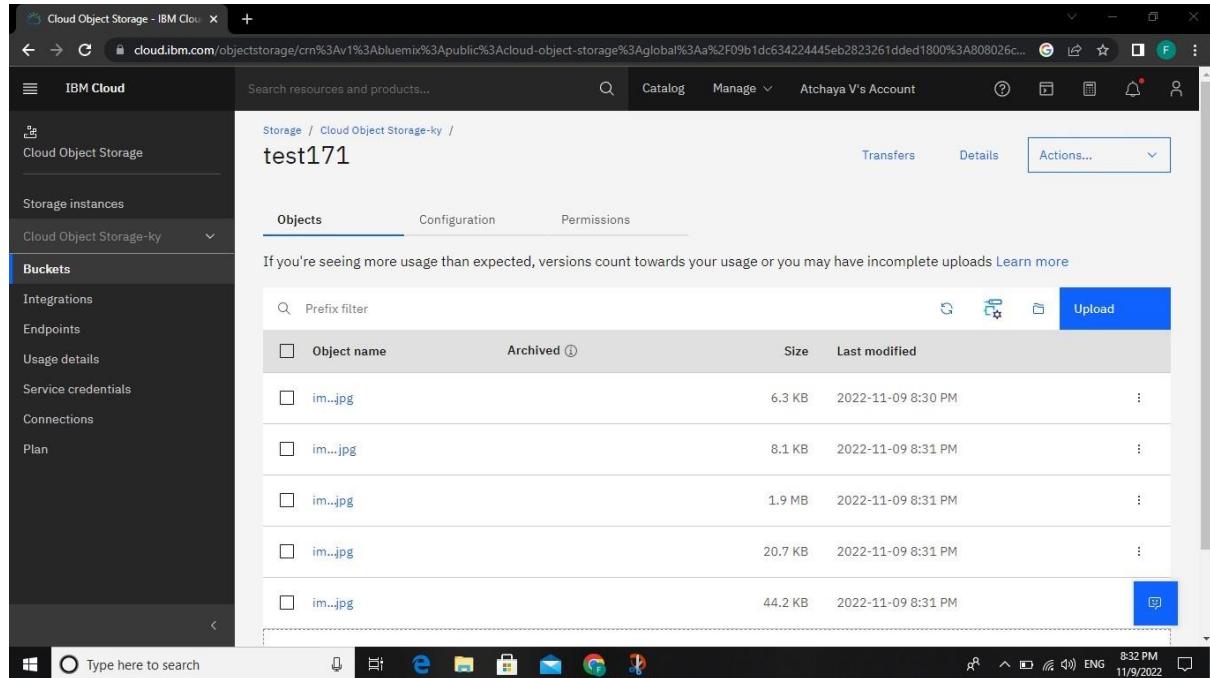 Cloud Object Storage - IBM Clou
cloud.ibm.com/objectstorage/crn%3Av1%3Abluemix%3Apublic%3Acloud-object-storage%3Aglobal%3Aa%2F09b1dc634224445eb2823261dded1800%3A808026c...
F
IBM Cloud
Search resources and products...
Catalog
Manage
Atchaya V's Account
Cloud Object Storage
Storage instances
Cloud Object Storage-ky
Buckets
Integrations
Endpoints
Usage details
Service credentials
Connections
Plan
Storage / Cloud Object Storage-ky /
test171
Transfers
Details
Actions...
Objects
Configuration
Permissions
If you're seeing more usage than expected, versions count towards your usage or you may have incomplete uploads Learn more
Prefix filter
Upload
Object name Archived Size Last modified
im...jpg 6.3 KB 2022-11-09 8:30 PM
im...jpg 8.1 KB 2022-11-09 8:31 PM
im...jpg 1.9 MB 2022-11-09 8:31 PM
im...jpg 20.7 KB 2022-11-09 8:31 PM
im...jpg 44.2 KB 2022-11-09 8:31 PM
Type here to search
ENG
8:32 PM
11/9/2022